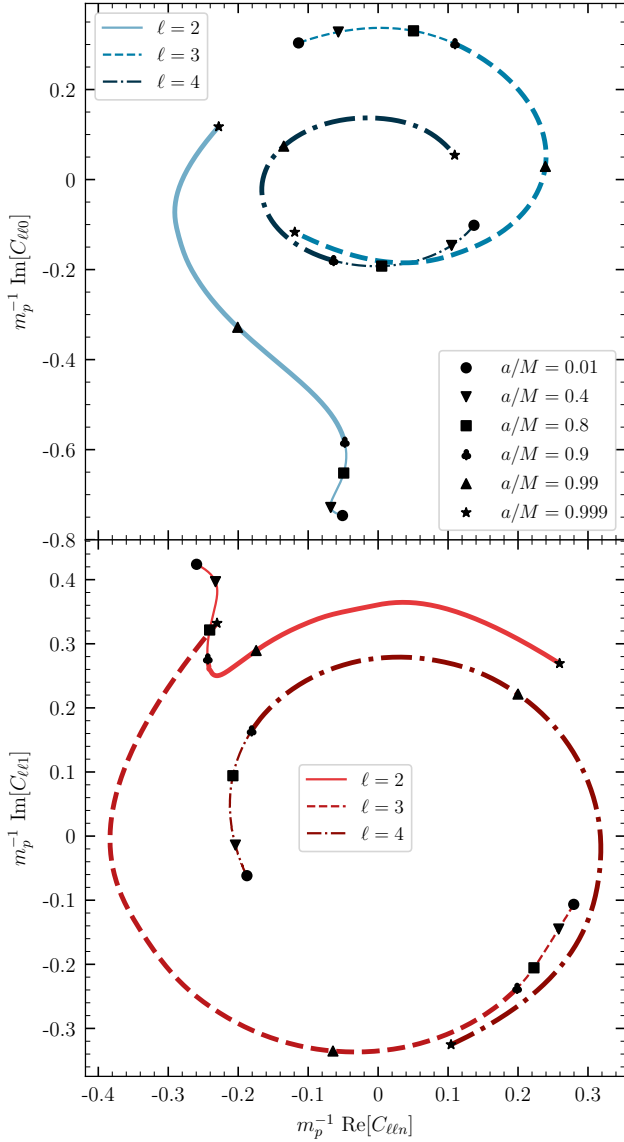 ℓ = 2
ℓ = 3
ℓ = 4
0.2
0
-0.2
-0.4
-0.6
-0.8
m_p^{-1} Im[C_{ℓℓ0}]
a/M = 0.01
a/M = 0.4
a/M = 0.8
a/M = 0.9
a/M = 0.99
a/M = 0.999
0.4
0.3
0.2
0.1
0
-0.1
-0.2
-0.3
m_p^{-1} Im[C_{ℓℓ1}]
ℓ = 2
ℓ = 3
ℓ = 4
-0.4 -0.3 -0.2 -0.1 0 0.1 0.2 0.3
m_p^{-1} Re[C_{ℓℓn}]